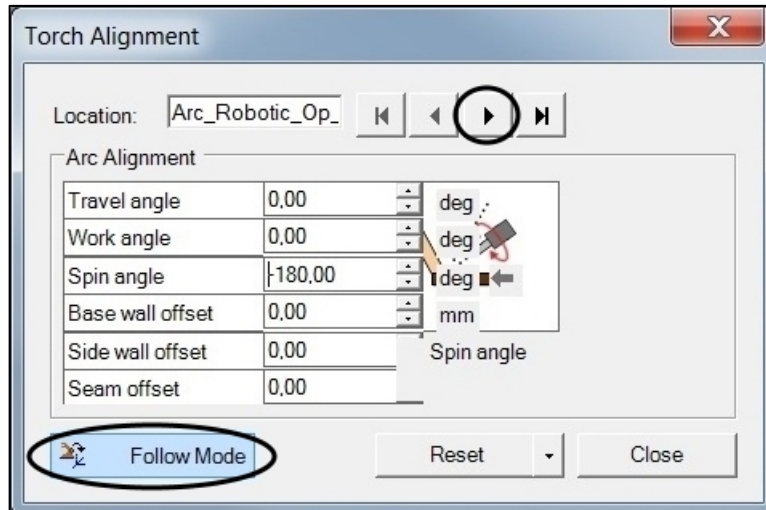 Torch Alignment
X
Location: Arc_Robotic_Op_
Arc Alignment
Travel angle 0,00 deg
Work angle 0,00 deg
Spin angle -180,00 deg
Base wall offset 0,00 mm
Side wall offset 0,00 Spin angle
Seam offset 0,00
Follow Mode Reset Close